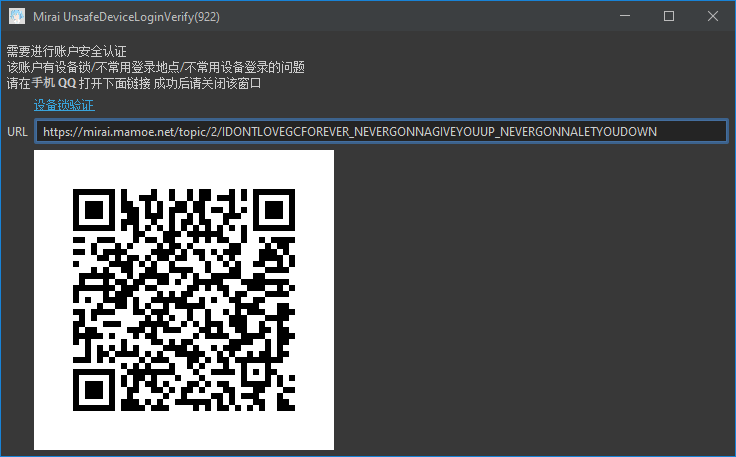 Mirai UnsafeDeviceLoginVerify(922)
需要进行账户安全认证
该账户有设备锁/不常用登录地点/不常用设备登录的问题
请在 手机 QQ 打开下面链接 成功后请关闭该窗口
设备锁验证
URL https://mirai.mamoe.net/topic/2/IDONTLOVEGCFOREVER_NEVERGONNAGIVEYOUUP_NEVERGONNALETYOUDOWN